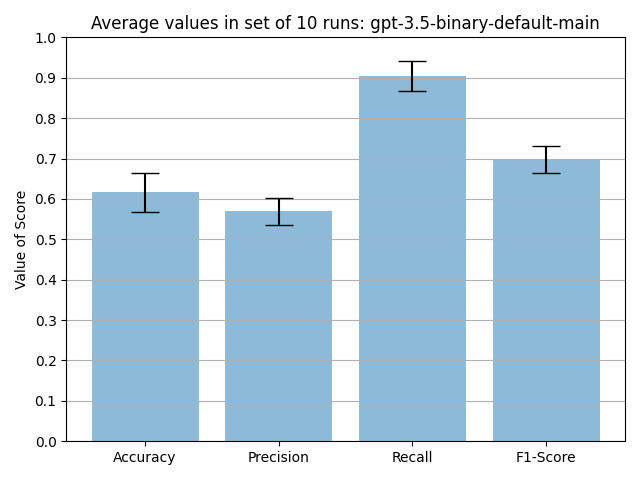 Average values in set of 10 runs: gpt-3.5-binary-default-main
1.0
0.9
0.8
0.7
0.6
0.5
0.4
0.3
0.2
0.1
0.0
Value of Score
Accuracy
Precision
Recall
F1-Score